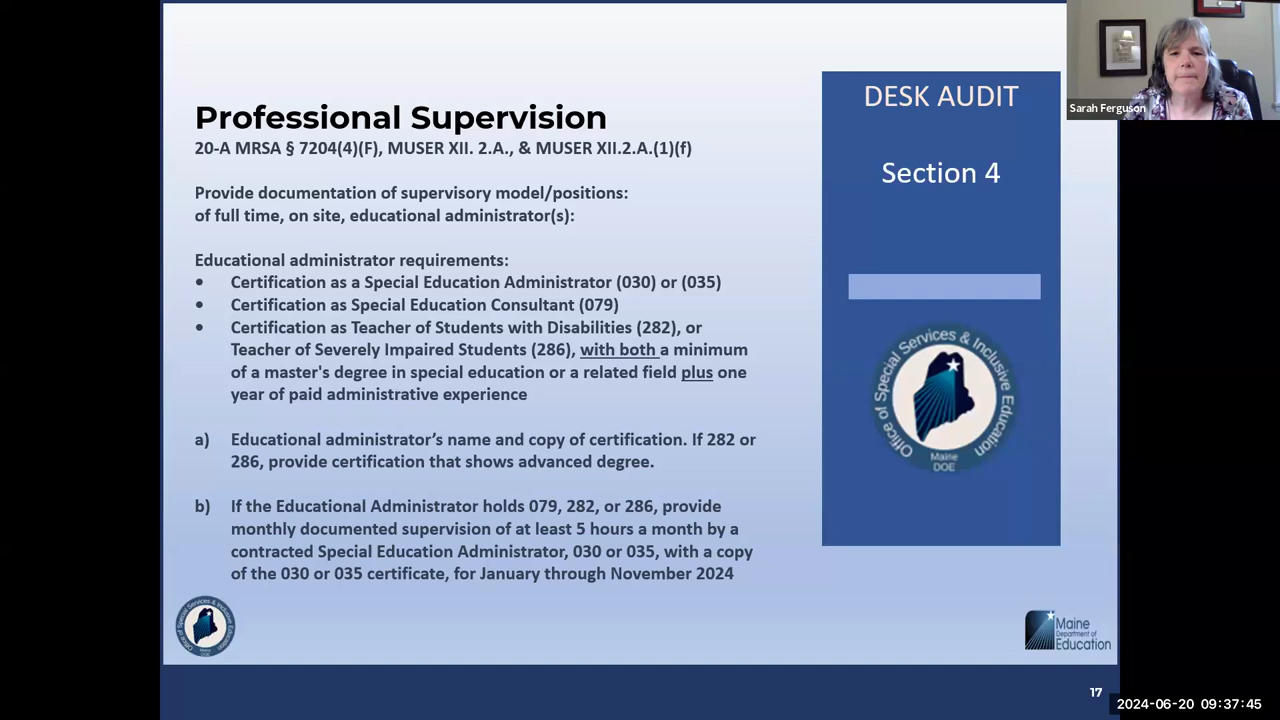 Professional Supervision
20-A MRSA § 7204(4)(F), MUSER XII. 2.A., & MUSER XII.2.A.(1)(f)
Provide documentation of supervisory model/positions:
of full time, on site, educational administrator(s):
Educational administrator requirements:
• Certification as a Special Education Administrator (030) or (035)
• Certification as Special Education Consultant (079)
• Certification as Teacher of Students with Disabilities (282), or
Teacher of Severely Impaired Students (286), with both a minimum
of a master's degree in special education or a related field plus one
year of paid administrative experience
a) Educational administrator’s name and copy of certification. If 282 or
286, provide certification that shows advanced degree.
b) If the Educational Administrator holds 079, 282, or 286, provide
monthly documented supervision of at least 5 hours a month by a
contracted Special Education Administrator, 030 or 035, with a copy
of the 030 or 035 certificate, for January through November 2024
DESK AUDIT
Section 4
Office of Special Services & Inclusive Education
Maine
DOE
Sarah Ferguson
Office of Special Services & Inclusive Education
Maine
DOE
Maine
Department of
Education
17
2024-06-20 09:37:45